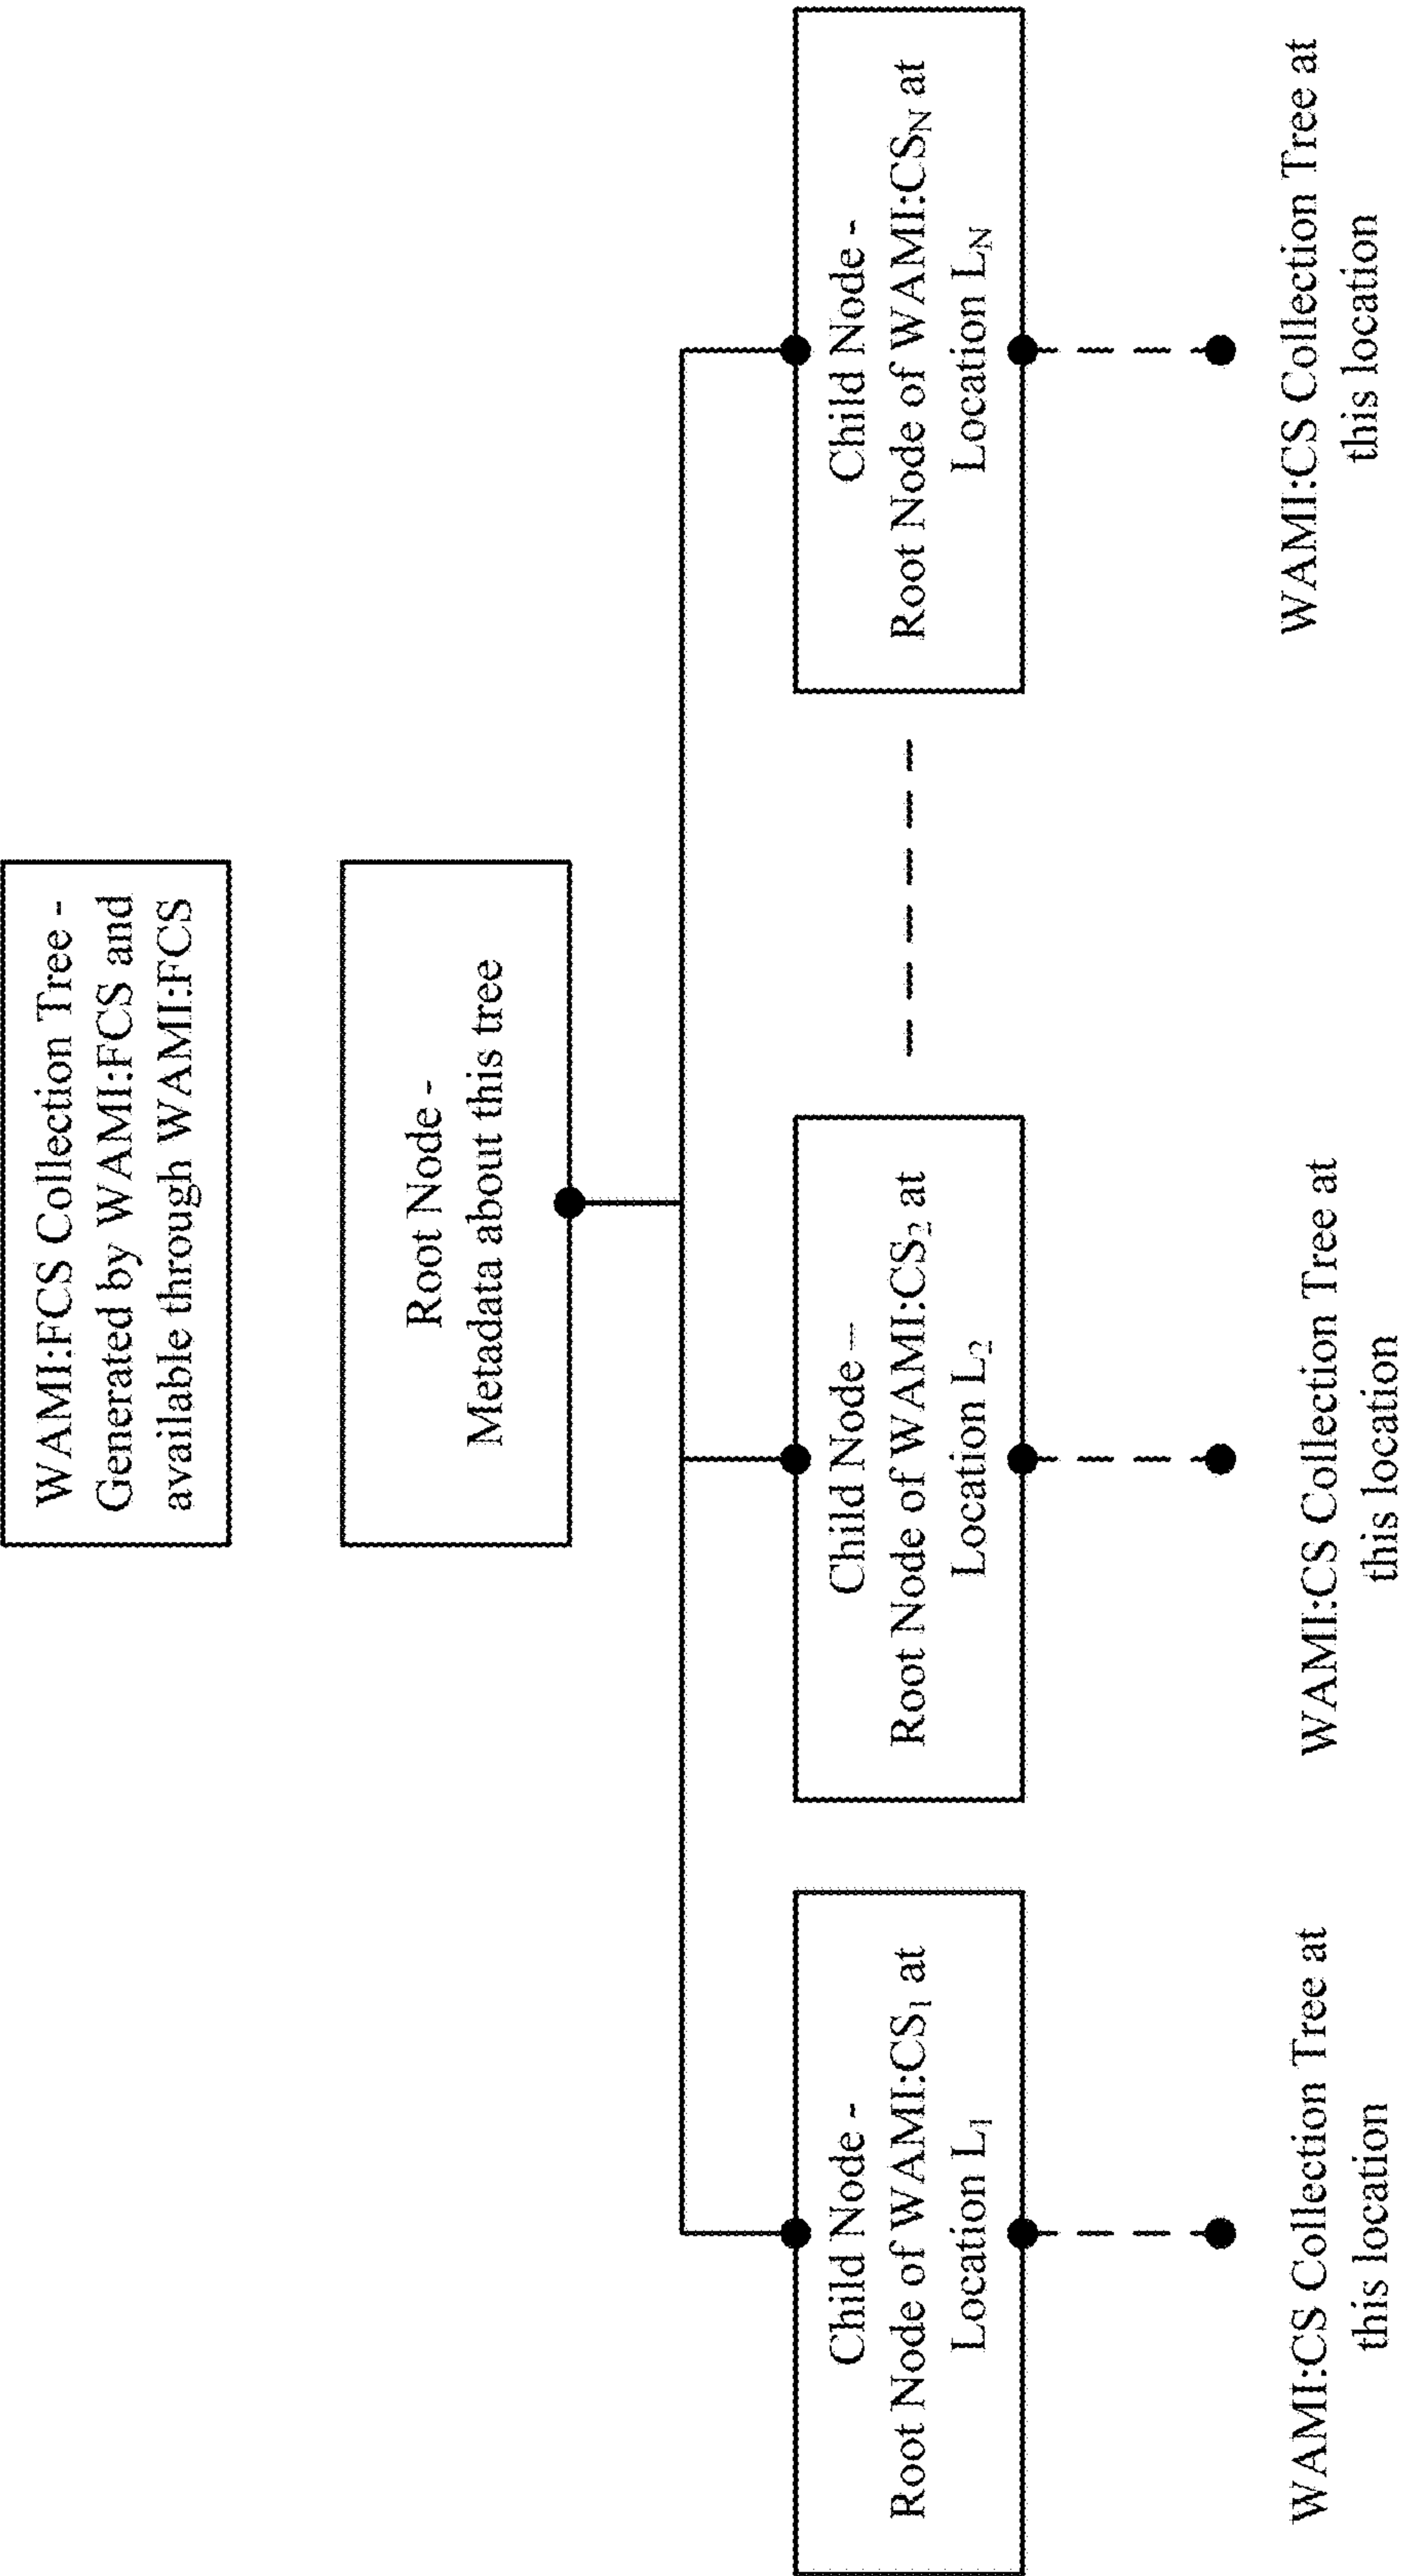 WAMI:FCS Collection Tree -
Generated by WAMI:FCS and
available through WAMI:FCS
Root Node -
Metadata about this tree
Child Node -
Root Node of WAMI:CS₁ at
Location L₁
Child Node –
Root Node of WAMI:CS₂ at
Location L₂
Child Node -
Root Node of WAMI:CS_N at
Location L_N
WAMI:CS Collection Tree at
this location
WAMI:CS Collection Tree at
this location
WAMI:CS Collection Tree at
this location